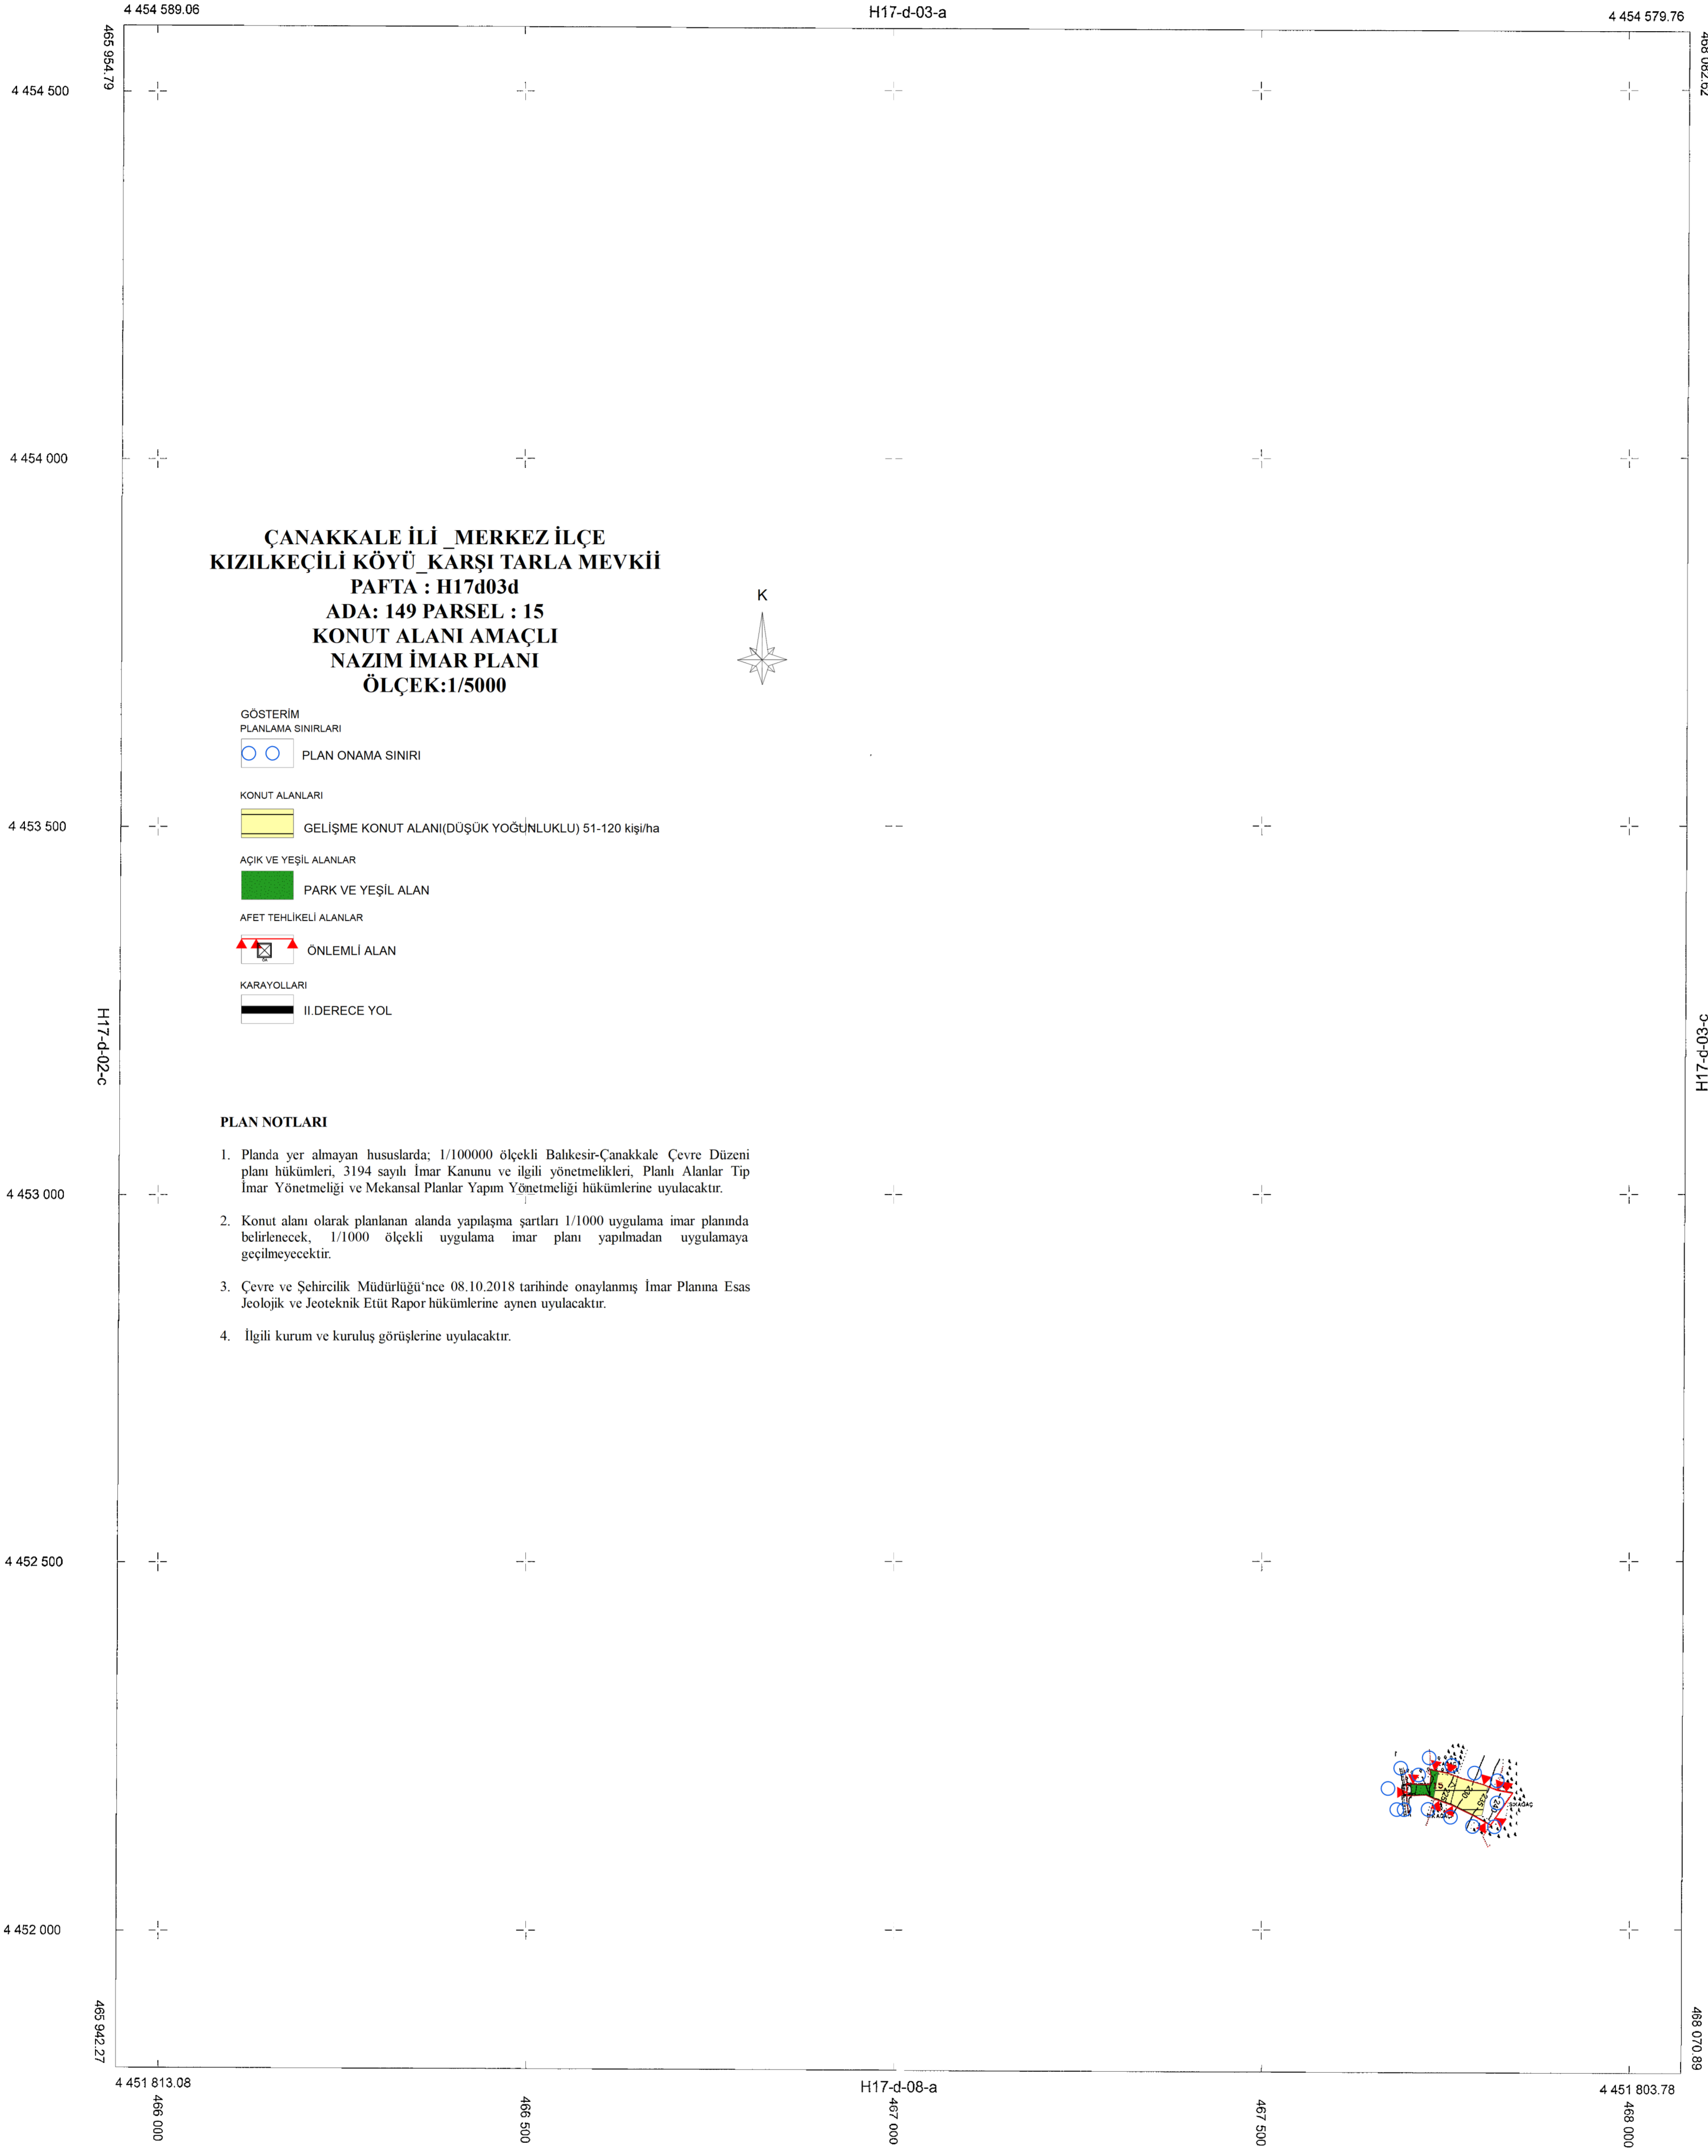 4 454 589.06
H17-d-03-a
4 454 579.76
465 954.79
468 082.62
4 454 500
4 454 000
ÇANAKKALE İLİ _MERKEZ İLÇE
KIZILKEÇİLİ KÖYÜ_KARŞI TARLA MEVKİİ
PAFTA : H17d03d
ADA: 149 PARSEL : 15
KONUT ALANI AMAÇLI
NAZIM İMAR PLANI
ÖLÇEK:1/5000
K
GÖSTERİM
PLANLAMA SINIRLARI
PLAN ONAMA SINIRI
KONUT ALANLARI
4 453 500
GELİŞME KONUT ALANI(DÜŞÜK YOĞUNLUKLU) 51-120 kişi/ha
AÇIK VE YEŞİL ALANLAR
PARK VE YEŞİL ALAN
AFET TEHLİKELİ ALANLAR
ÖNLEMLİ ALAN
KARAYOLLARI
II.DERECE YOL
H17-d-02-c
H17-d-03-c
PLAN NOTLARI
1. Planda yer almayan hususlarda; 1/100000 ölçekli Balıkesir-Çanakkale Çevre Düzeni
planı hükümleri, 3194 sayılı İmar Kanunu ve ilgili yönetmelikleri, Planlı Alanlar Tip
İmar Yönetmeliği ve Mekansal Planlar Yapım Yönetmeliği hükümlerine uyulacaktır.
4 453 000
2. Konut alanı olarak planlanan alanda yapılaşma şartları 1/1000 uygulama imar planında
belirlenecek, 1/1000 ölçekli uygulama imar planı yapılmadan uygulamaya
geçilmeyecektir.
3. Çevre ve Şehircilik Müdürlüğü‘nce 08.10.2018 tarihinde onaylanmış İmar Planına Esas
Jeolojik ve Jeoteknik Etüt Rapor hükümlerine aynen uyulacaktır.
4. İlgili kurum ve kuruluş görüşlerine uyulacaktır.
4 452 500
15
225
230
235
240
SIKAĞAÇ
4 452 000
465 942.27
468 070.89
4 451 813.08
H17-d-08-a
4 451 803.78
466 000
466 500
467 000
467 500
468 000